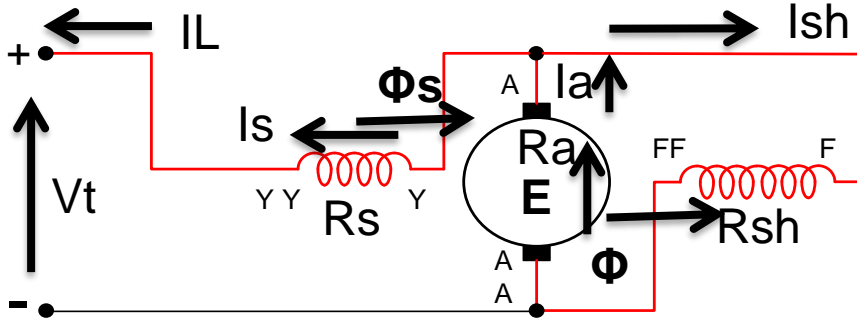 IL
Ish
+
Φs
A
Ia
Is
Ra
FF
F
Vt
Y Y
Y
Rs
E
Rsh
A
Φ
A
-